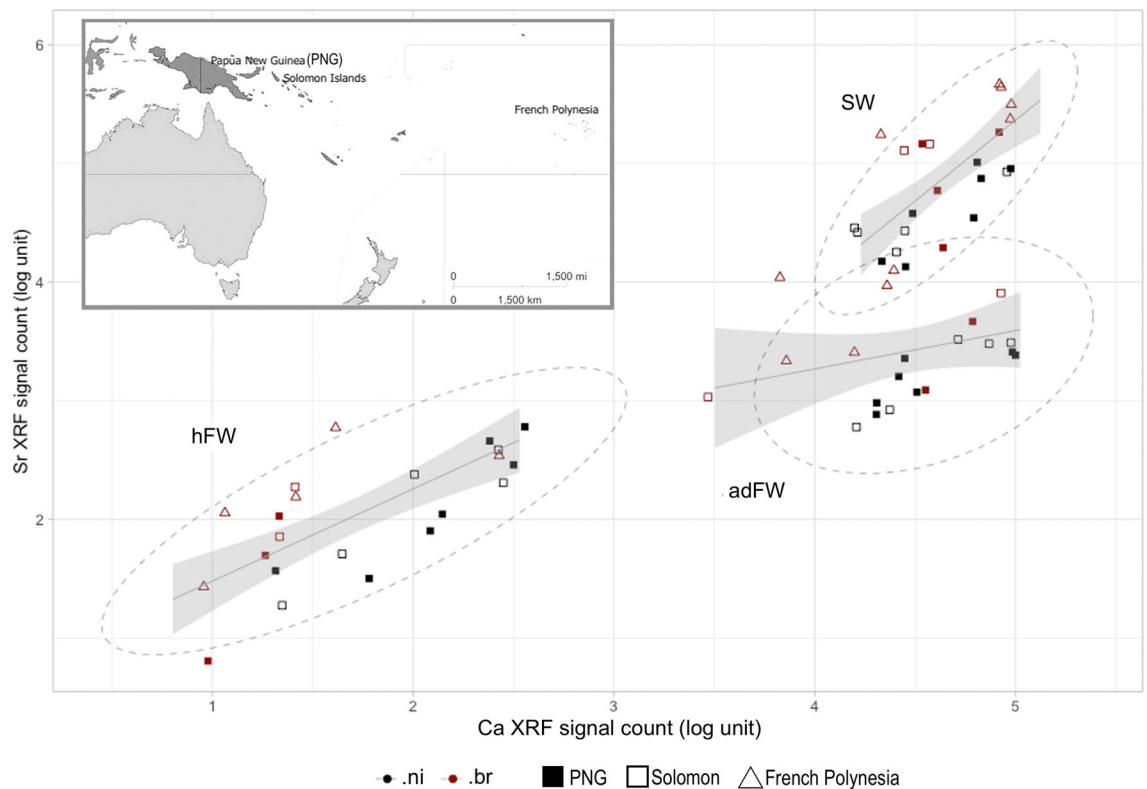 Papua New Guinea (PNG)
Solomon Islands
French Polynesia
0 1,500 mi
0 1,500 km
SW
hFW
adFW
6
4
2
Sr XRF signal count (log unit)
1 2 3 4 5
Ca XRF signal count (log unit)
.ni .br PNG Solomon French Polynesia